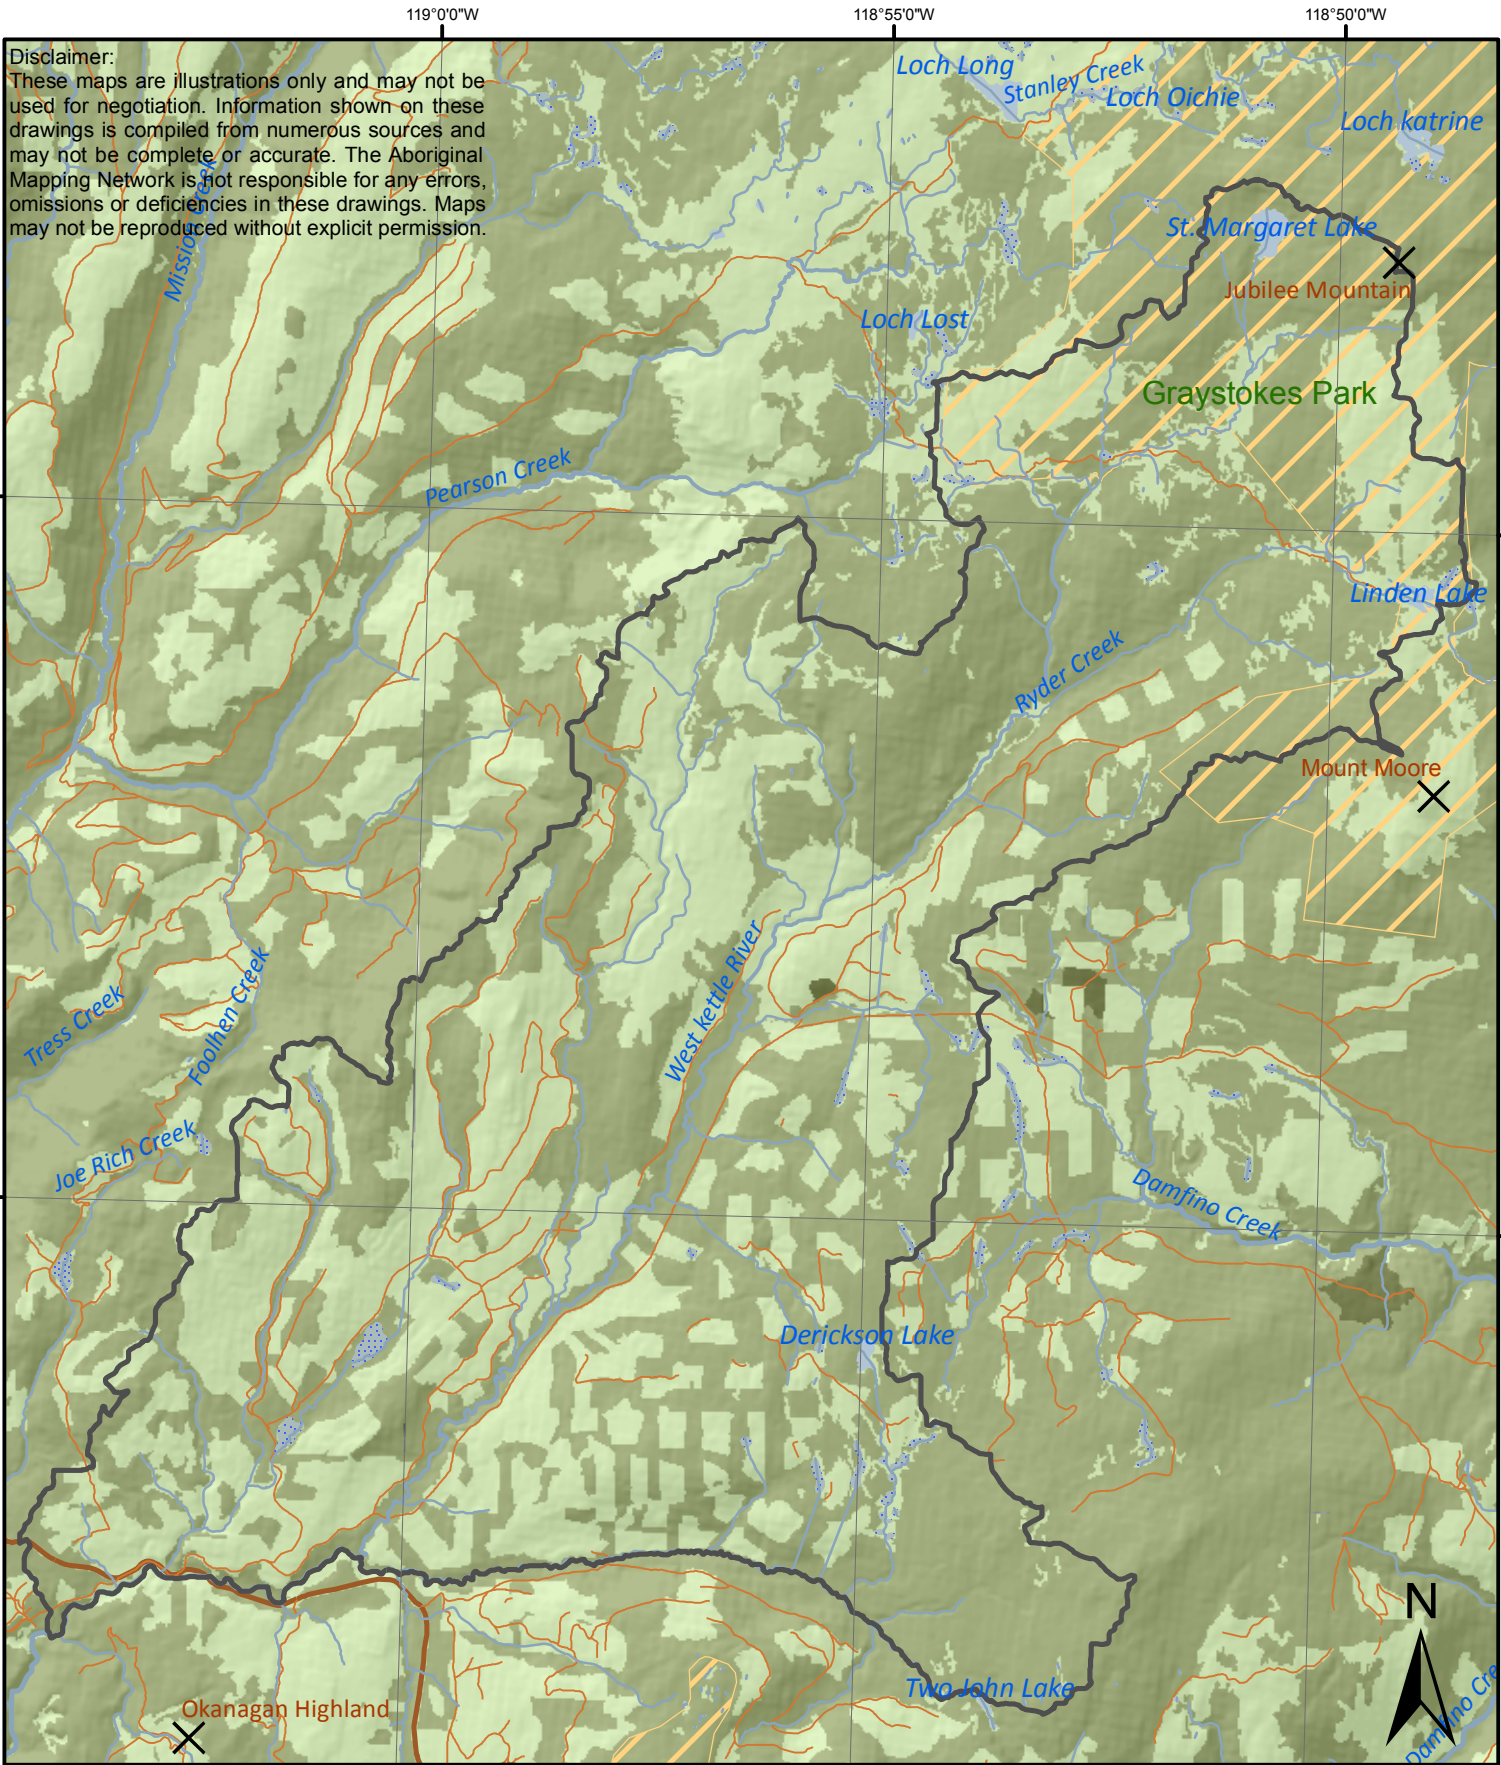 119°0'0"W
118°55'0"W
118°50'0"W
Disclaimer:
These maps are illustrations only and may not be
used for negotiation. Information shown on these
drawings is compiled from numerous sources and
may not be complete or accurate. The Aboriginal
Mapping Network is not responsible for any errors,
omissions or deficiencies in these drawings. Maps
may not be reproduced without explicit permission.
Loch Long
Stanley Creek
Loch Oichie
Loch katrine
Mission Creek
St. Margaret Lake
Jubilee Mountain
Loch Lost
Graystokes Park
Pearson Creek
Linden Lake
Ryder Creek
Mount Moore
West kettle River
Tress Creek
Foolhen Creek
Joe Rich Creek
Damfino Creek
Derickson Lake
N
Two John Lake
Okanagan Highland
Damfino Cre